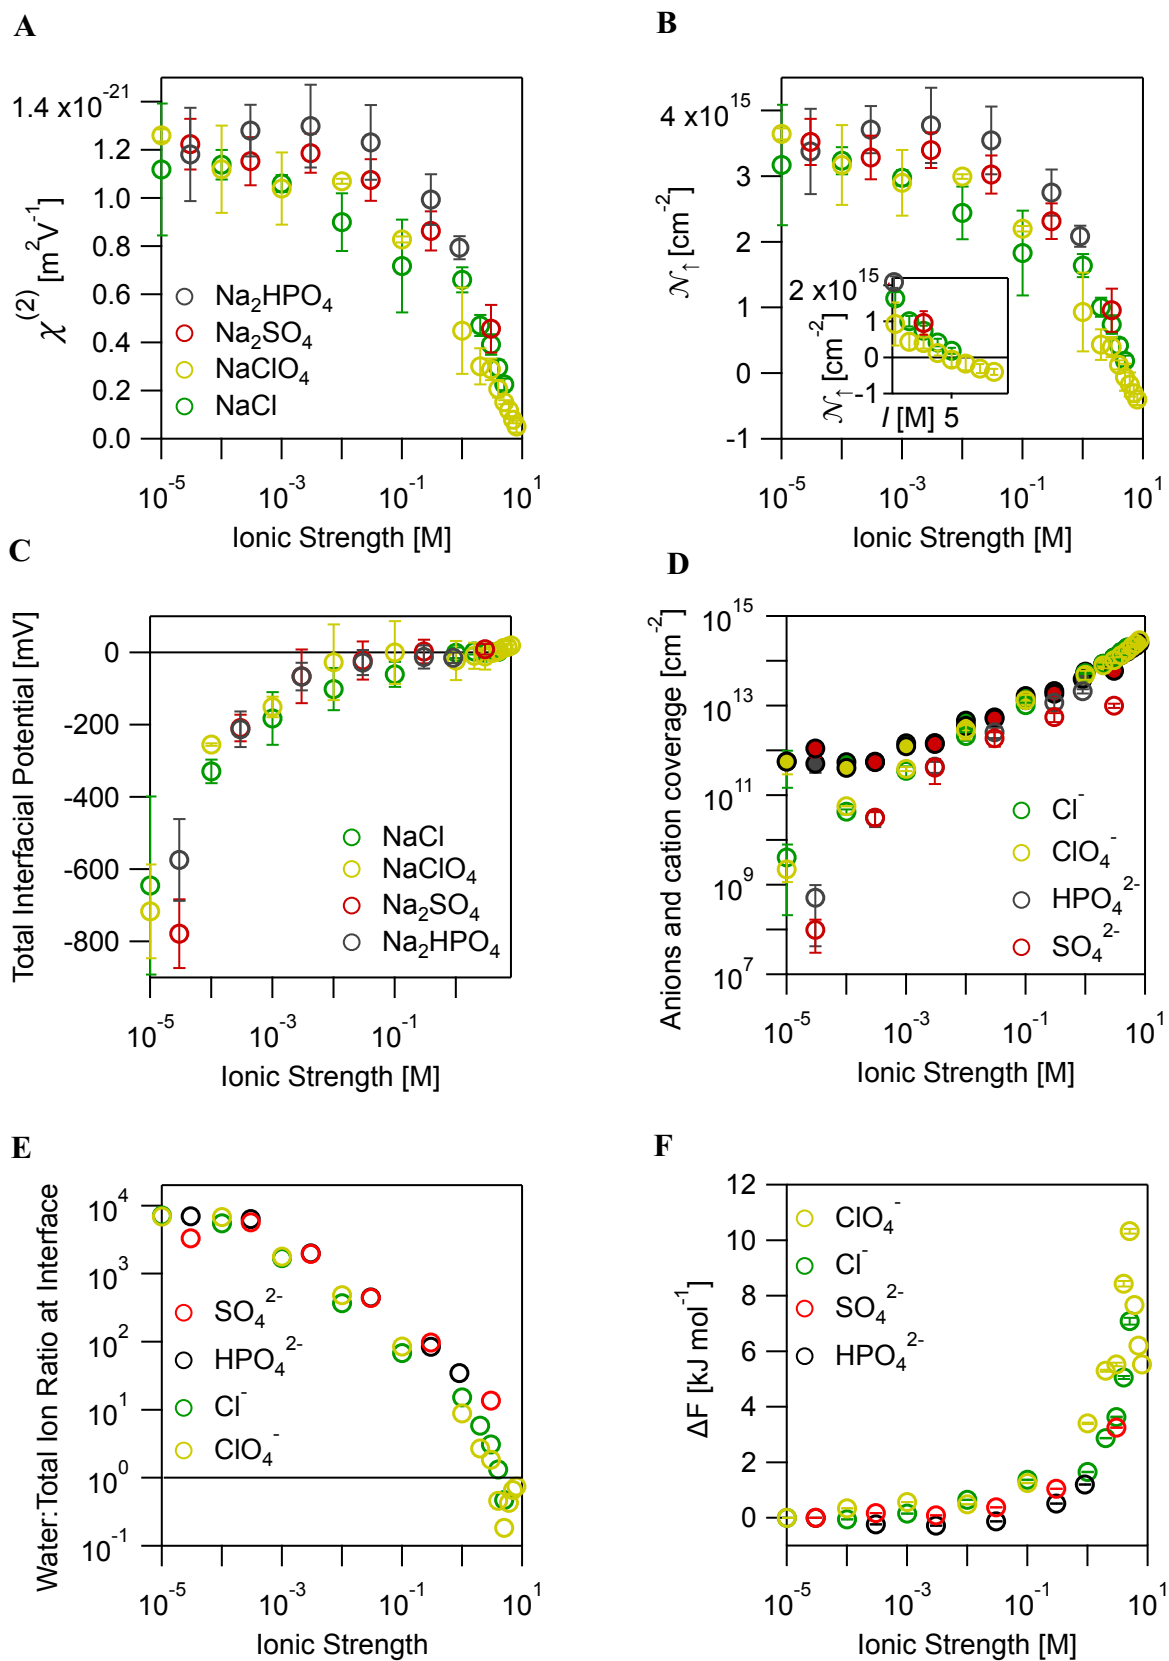 A
1.4 x10⁻²¹
1.2
1.0
0.8
0.6
0.4
0.2
0.0
χ⁽²⁾ [m²V⁻¹]
Na₂HPO₄
Na₂SO₄
NaClO₄
NaCl
10⁻⁵ 10⁻³ 10⁻¹ 10¹
Ionic Strength [M]
B
4 x10¹⁵
3
2
1
0
-1
𝒩↑ [cm⁻²]
2 x10¹⁵
1
0
-1
𝒩↑ [cm⁻²]
I [M] 5
10⁻⁵ 10⁻³ 10⁻¹ 10¹
Ionic Strength [M]
C
0
-200
-400
-600
-800
Total Interfacial Potential [mV]
NaCl
NaClO₄
Na₂SO₄
Na₂HPO₄
10⁻⁵ 10⁻³ 10⁻¹ 10¹
Ionic Strength [M]
D
10¹⁵
10¹³
10¹¹
10⁹
10⁷
Anions and cation coverage [cm⁻²]
Cl⁻
ClO₄⁻
HPO₄²⁻
SO₄²⁻
10⁻⁵ 10⁻³ 10⁻¹ 10¹
Ionic Strength [M]
E
10⁴
10³
10²
10¹
10⁰
10⁻¹
Water:Total Ion Ratio at Interface
SO₄²⁻
HPO₄²⁻
Cl⁻
ClO₄⁻
10⁻⁵ 10⁻³ 10⁻¹ 10¹
Ionic Strength
F
12
10
8
6
4
2
0
ΔF [kJ mol⁻¹]
ClO₄⁻
Cl⁻
SO₄²⁻
HPO₄²⁻
10⁻⁵ 10⁻³ 10⁻¹ 10¹
Ionic Strength [M]